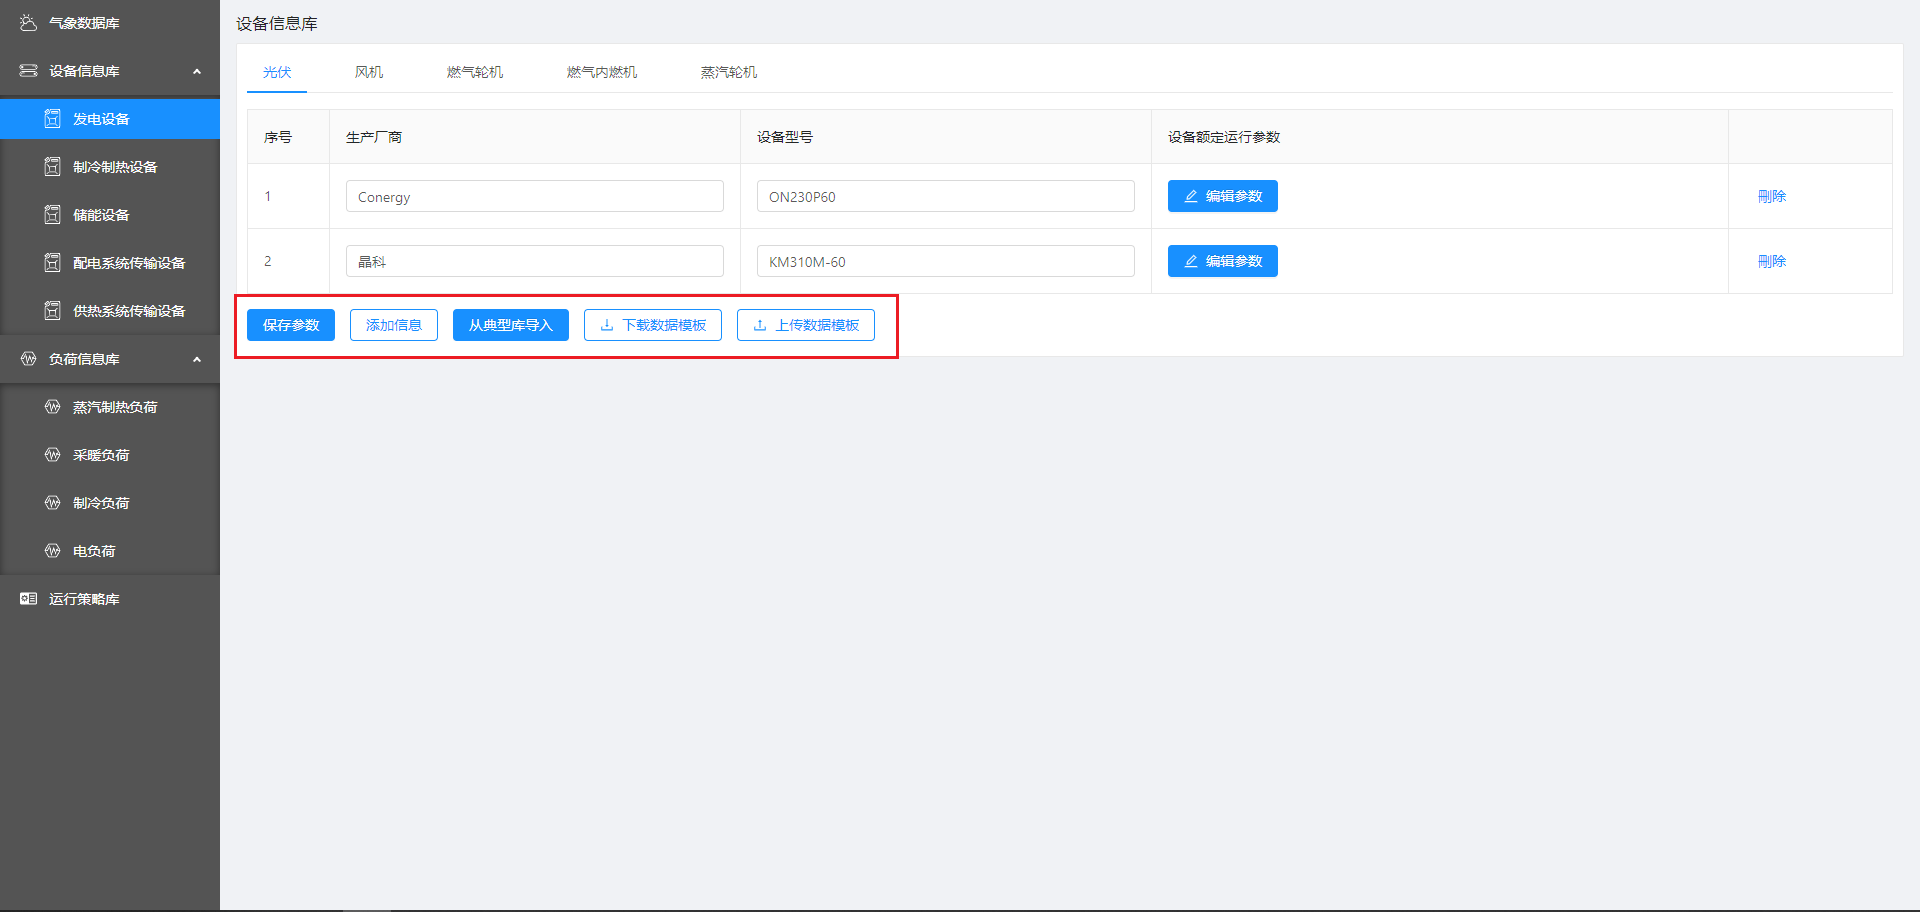 气象数据库
设备信息库
发电设备
制冷制热设备
储能设备
配电系统传输设备
供热系统传输设备
负荷信息库
蒸汽制热负荷
采暖负荷
制冷负荷
电负荷
运行策略库
设备信息库
光伏 风机 燃气轮机 燃气内燃机 蒸汽轮机
序号 生产厂商 设备型号 设备额定运行参数
1 Conergy ON230P60 编辑参数 删除
2 晶科 KM310M-60 编辑参数 删除
保存参数 添加信息 从典型库导入 下载数据模板 上传数据模板